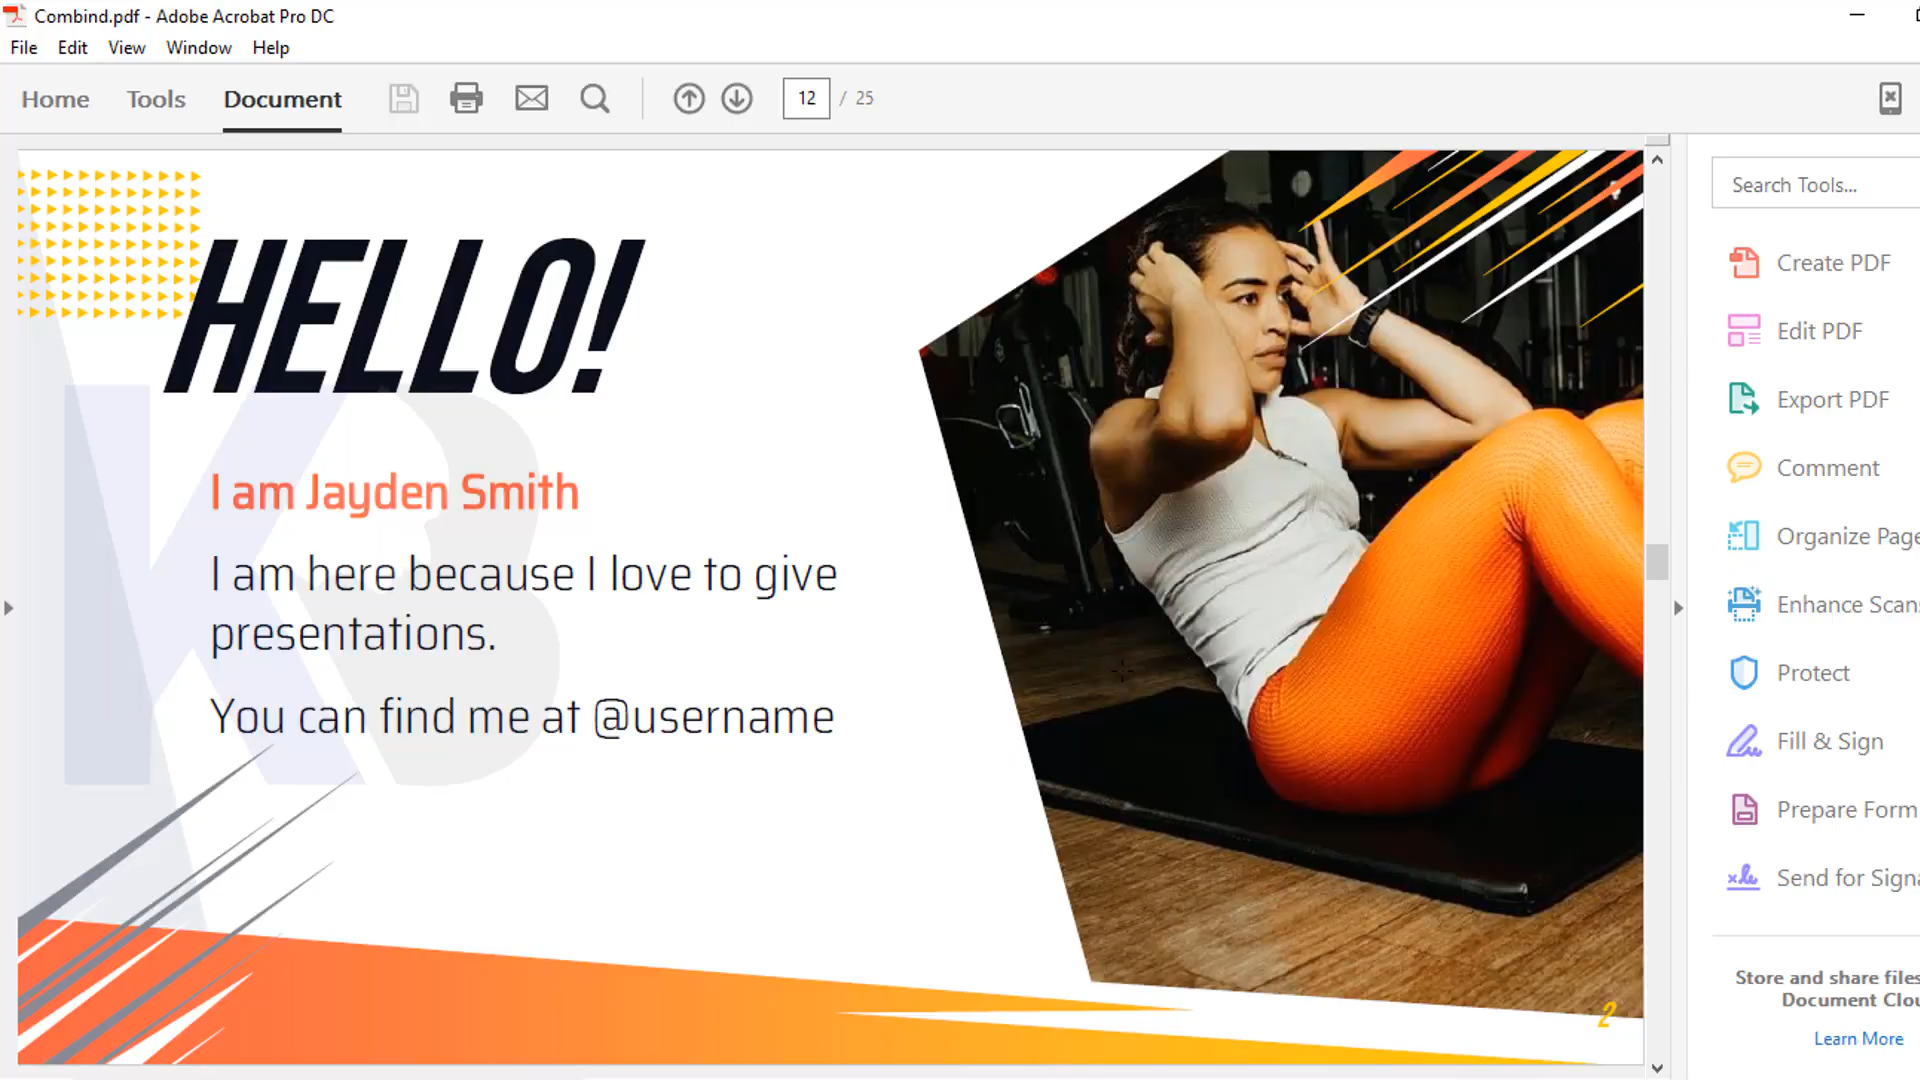 Combind.pdf - Adobe Acrobat Pro DC
File Edit View Window Help
Home Tools Document 12 / 25
Search Tools...
Create PDF
Edit PDF
Export PDF
Comment
Organize Page
Enhance Scans
Protect
Fill & Sign
Prepare Form
Send for Signa
Store and share files
Document Clou
Learn More
HELLO!
I am Jayden Smith
I am here because I love to give
presentations.
You can find me at @username
2
KB